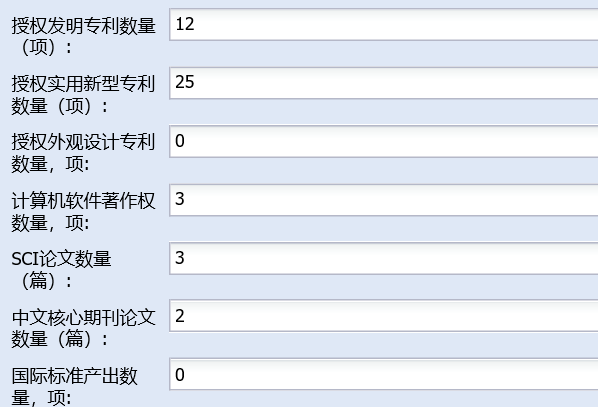 授权发明专利数量
12
（项）：
授权实用新型专利
25
数量（项）：
授权外观设计专利
0
数量，项:
计算机软件著作权
3
数量，项:
SCI论文数量
3
（篇）：
中文核心期刊论文
2
数量（篇）：
国际标准产出数
0
量，项: